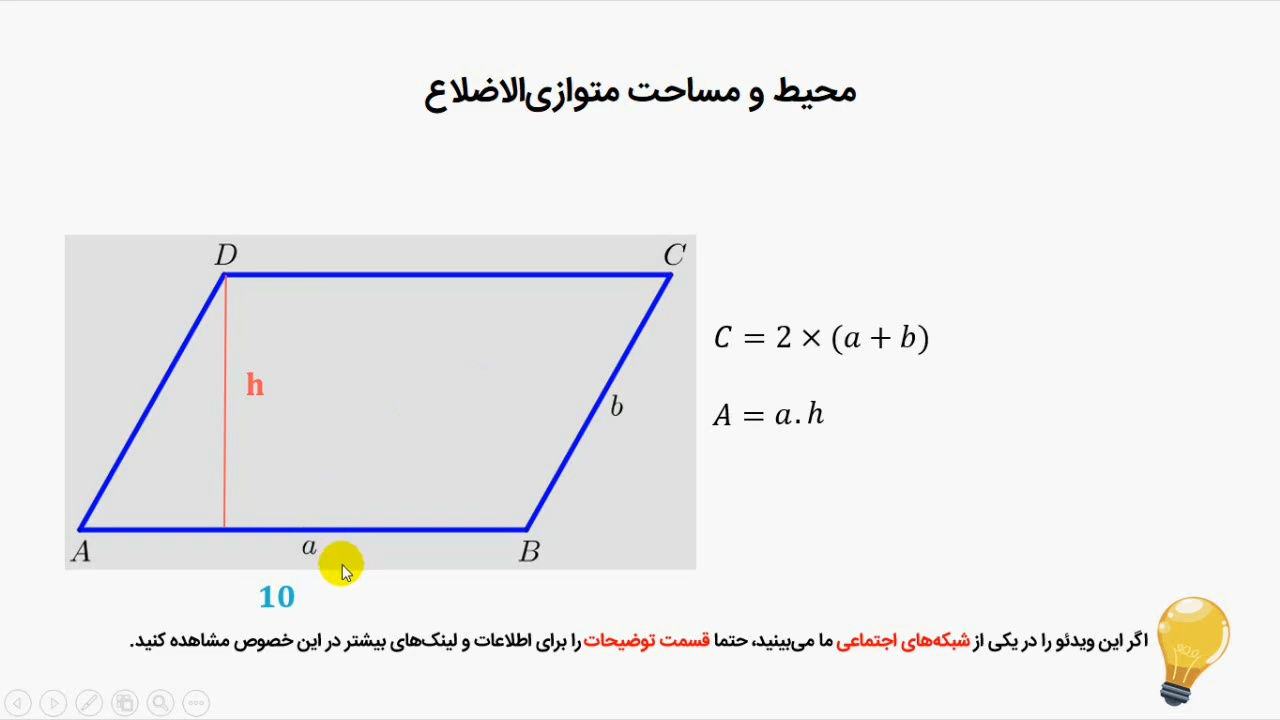 محیط و مساحت متوازی‌الاضلاع
D
C
C = 2 × (a + b)
h
b
A = a. h
A
a
B
10
اگر این ویدئو را در یکی از شبکه‌های اجتماعی ما می‌بینید، حتما قسمت توضیحات را برای اطلاعات و لینک‌های بیشتر در این خصوص مشاهده کنید.